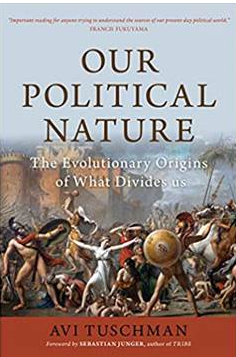 "Important reading for anyone trying to understand the sources of our present-day political world."
FRANCIS FUKUYAMA
OUR
POLITICAL
NATURE
The Evolutionary Origins
of What Divides us
AVI TUSCHMAN
Foreword by SEBASTIAN JUNGER, author of TRIBE